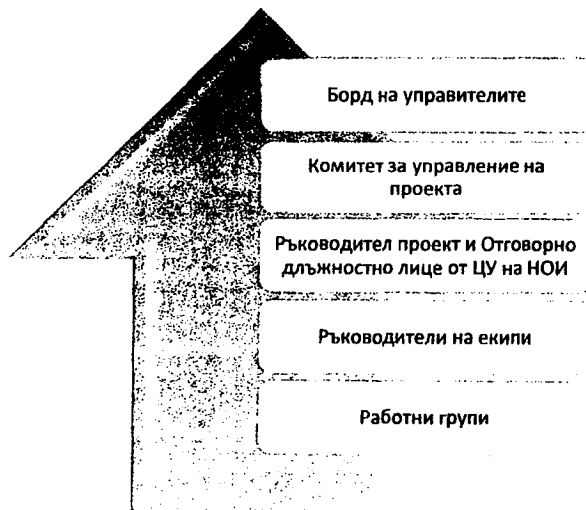 Борд на управителите
Комитет за управление на
проекта
Ръководител проект и Отговорно
длъжностно лице от ЦУ на НОИ
Ръководители на екипи
Работни групи